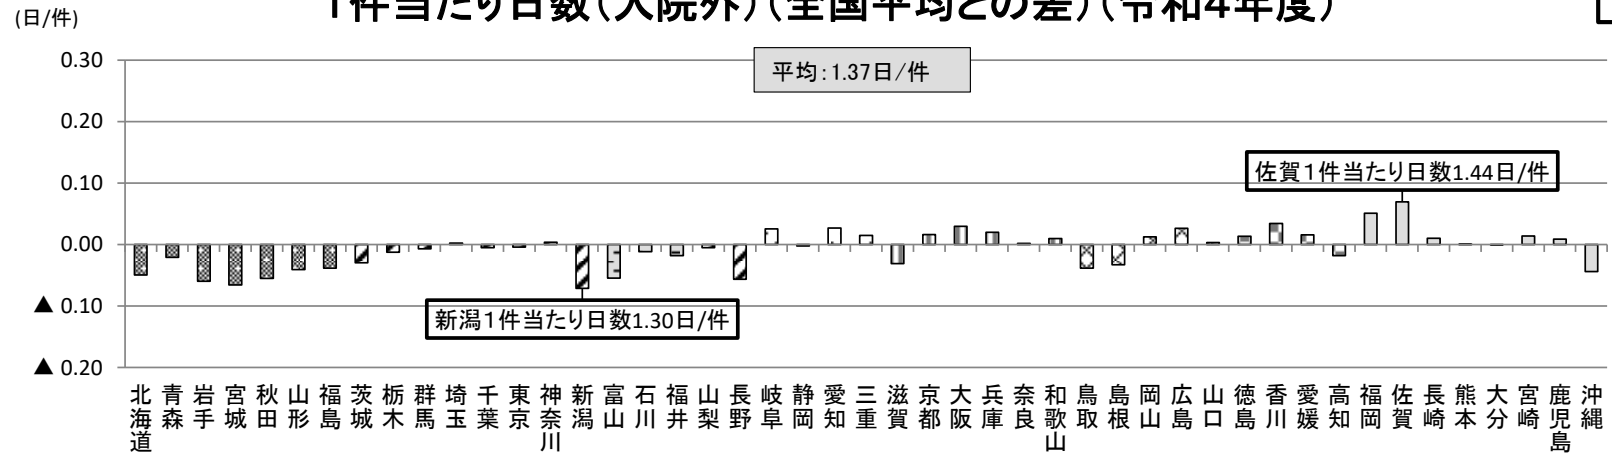 1件当たり日数（入院外）（全国平均との差）（令和4年度）
(日/件)
平均：1.37日/件
0.30
0.20
0.10
0.00
▲ 0.10
▲ 0.20
佐賀1件当たり日数1.44日/件
新潟1件当たり日数1.30日/件
北海道
青森
岩手
宮城
秋田
山形
福島
茨城
栃木
群馬
埼玉
千葉
東京
神奈川
新潟
富山
石川
福井
山梨
長野
岐阜
静岡
愛知
三重
滋賀
京都
大阪
兵庫
奈良
和歌山
鳥取
島根
岡山
広島
山口
徳島
香川
愛媛
高知
福岡
佐賀
長崎
熊本
大分
宮崎
鹿児島
沖縄